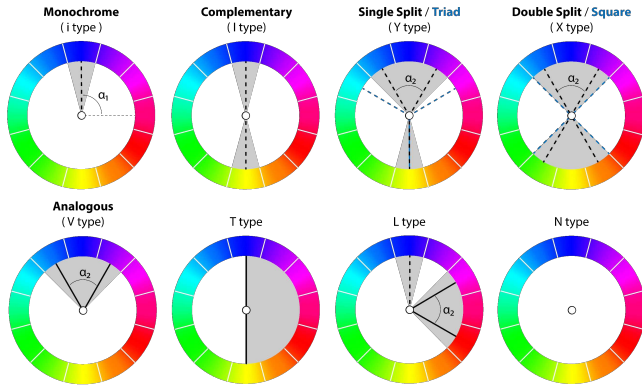 Monochrome
( i type )
α1
Complementary
( I type )
Single Split / Triad
(Y type)
α2
Double Split / Square
( X type)
α2
Analogous
( V type)
α2
T type
L type
α2
N type